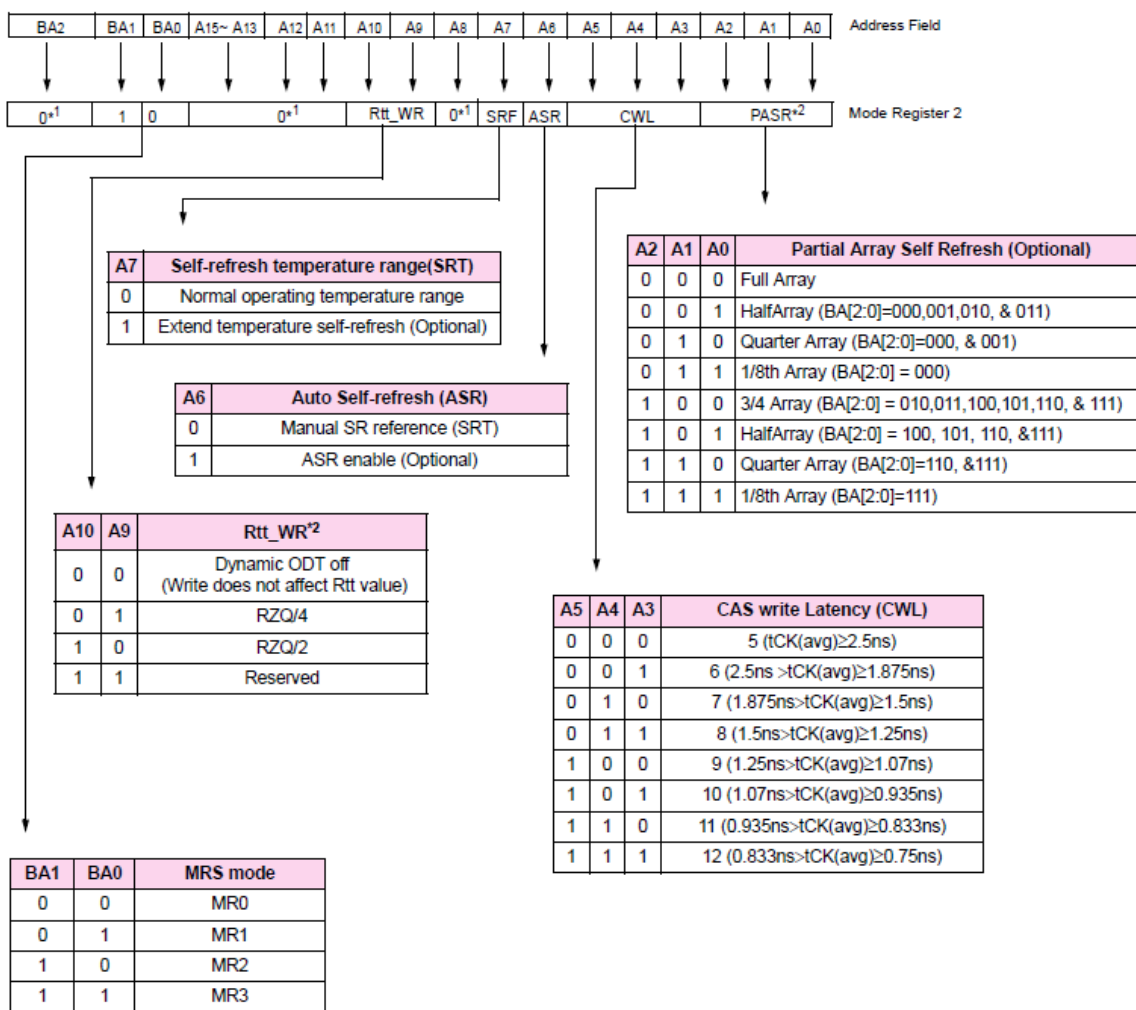 BA2 BA1 BA0 A15~ A13 A12 A11 A10 A9 A8 A7 A6 A5 A4 A3 A2 A1 A0 Address Field
0*1 1 0 0*1 Rtt_WR 0*1 SRF ASR CWL PASR*2 Mode Register 2
A7 Self-refresh temperature range(SRT)
0 Normal operating temperature range
1 Extend temperature self-refresh (Optional)
A2 A1 A0 Partial Array Self Refresh (Optional)
0 0 0 Full Array
0 0 1 HalfArray (BA[2:0]=000,001,010, & 011)
0 1 0 Quarter Array (BA[2:0]=000, & 001)
0 1 1 1/8th Array (BA[2:0] = 000)
1 0 0 3/4 Array (BA[2:0] = 010,011,100,101,110, & 111)
1 0 1 HalfArray (BA[2:0] = 100, 101, 110, &111)
1 1 0 Quarter Array (BA[2:0]=110, &111)
1 1 1 1/8th Array (BA[2:0]=111)
A6 Auto Self-refresh (ASR)
0 Manual SR reference (SRT)
1 ASR enable (Optional)
A10 A9 Rtt_WR*2
0 0 Dynamic ODT off
(Write does not affect Rtt value)
0 1 RZQ/4
1 0 RZQ/2
1 1 Reserved
A5 A4 A3 CAS write Latency (CWL)
0 0 0 5 (tCK(avg)≥2.5ns)
0 0 1 6 (2.5ns >tCK(avg)≥1.875ns)
0 1 0 7 (1.875ns>tCK(avg)≥1.5ns)
0 1 1 8 (1.5ns>tCK(avg)≥1.25ns)
1 0 0 9 (1.25ns>tCK(avg)≥1.07ns)
1 0 1 10 (1.07ns>tCK(avg)≥0.935ns)
1 1 0 11 (0.935ns>tCK(avg)≥0.833ns)
1 1 1 12 (0.833ns>tCK(avg)≥0.75ns)
BA1 BA0 MRS mode
0 0 MR0
0 1 MR1
1 0 MR2
1 1 MR3